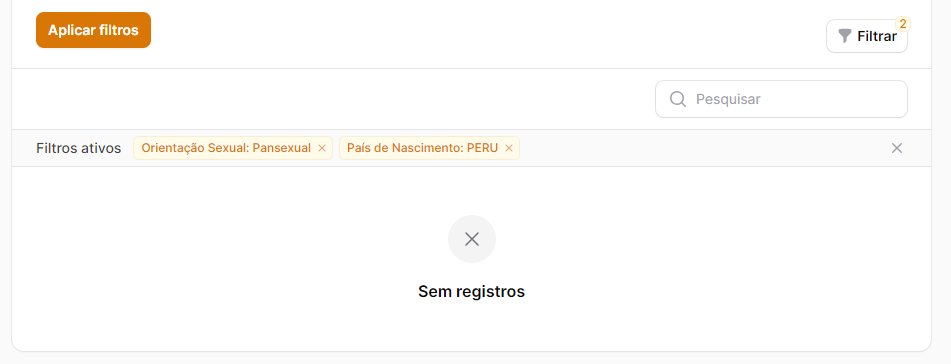 Aplicar filtros
2
Filtrar
Pesquisar
Filtros ativos Orientação Sexual: Pansexual País de Nascimento: PERU
Sem registros